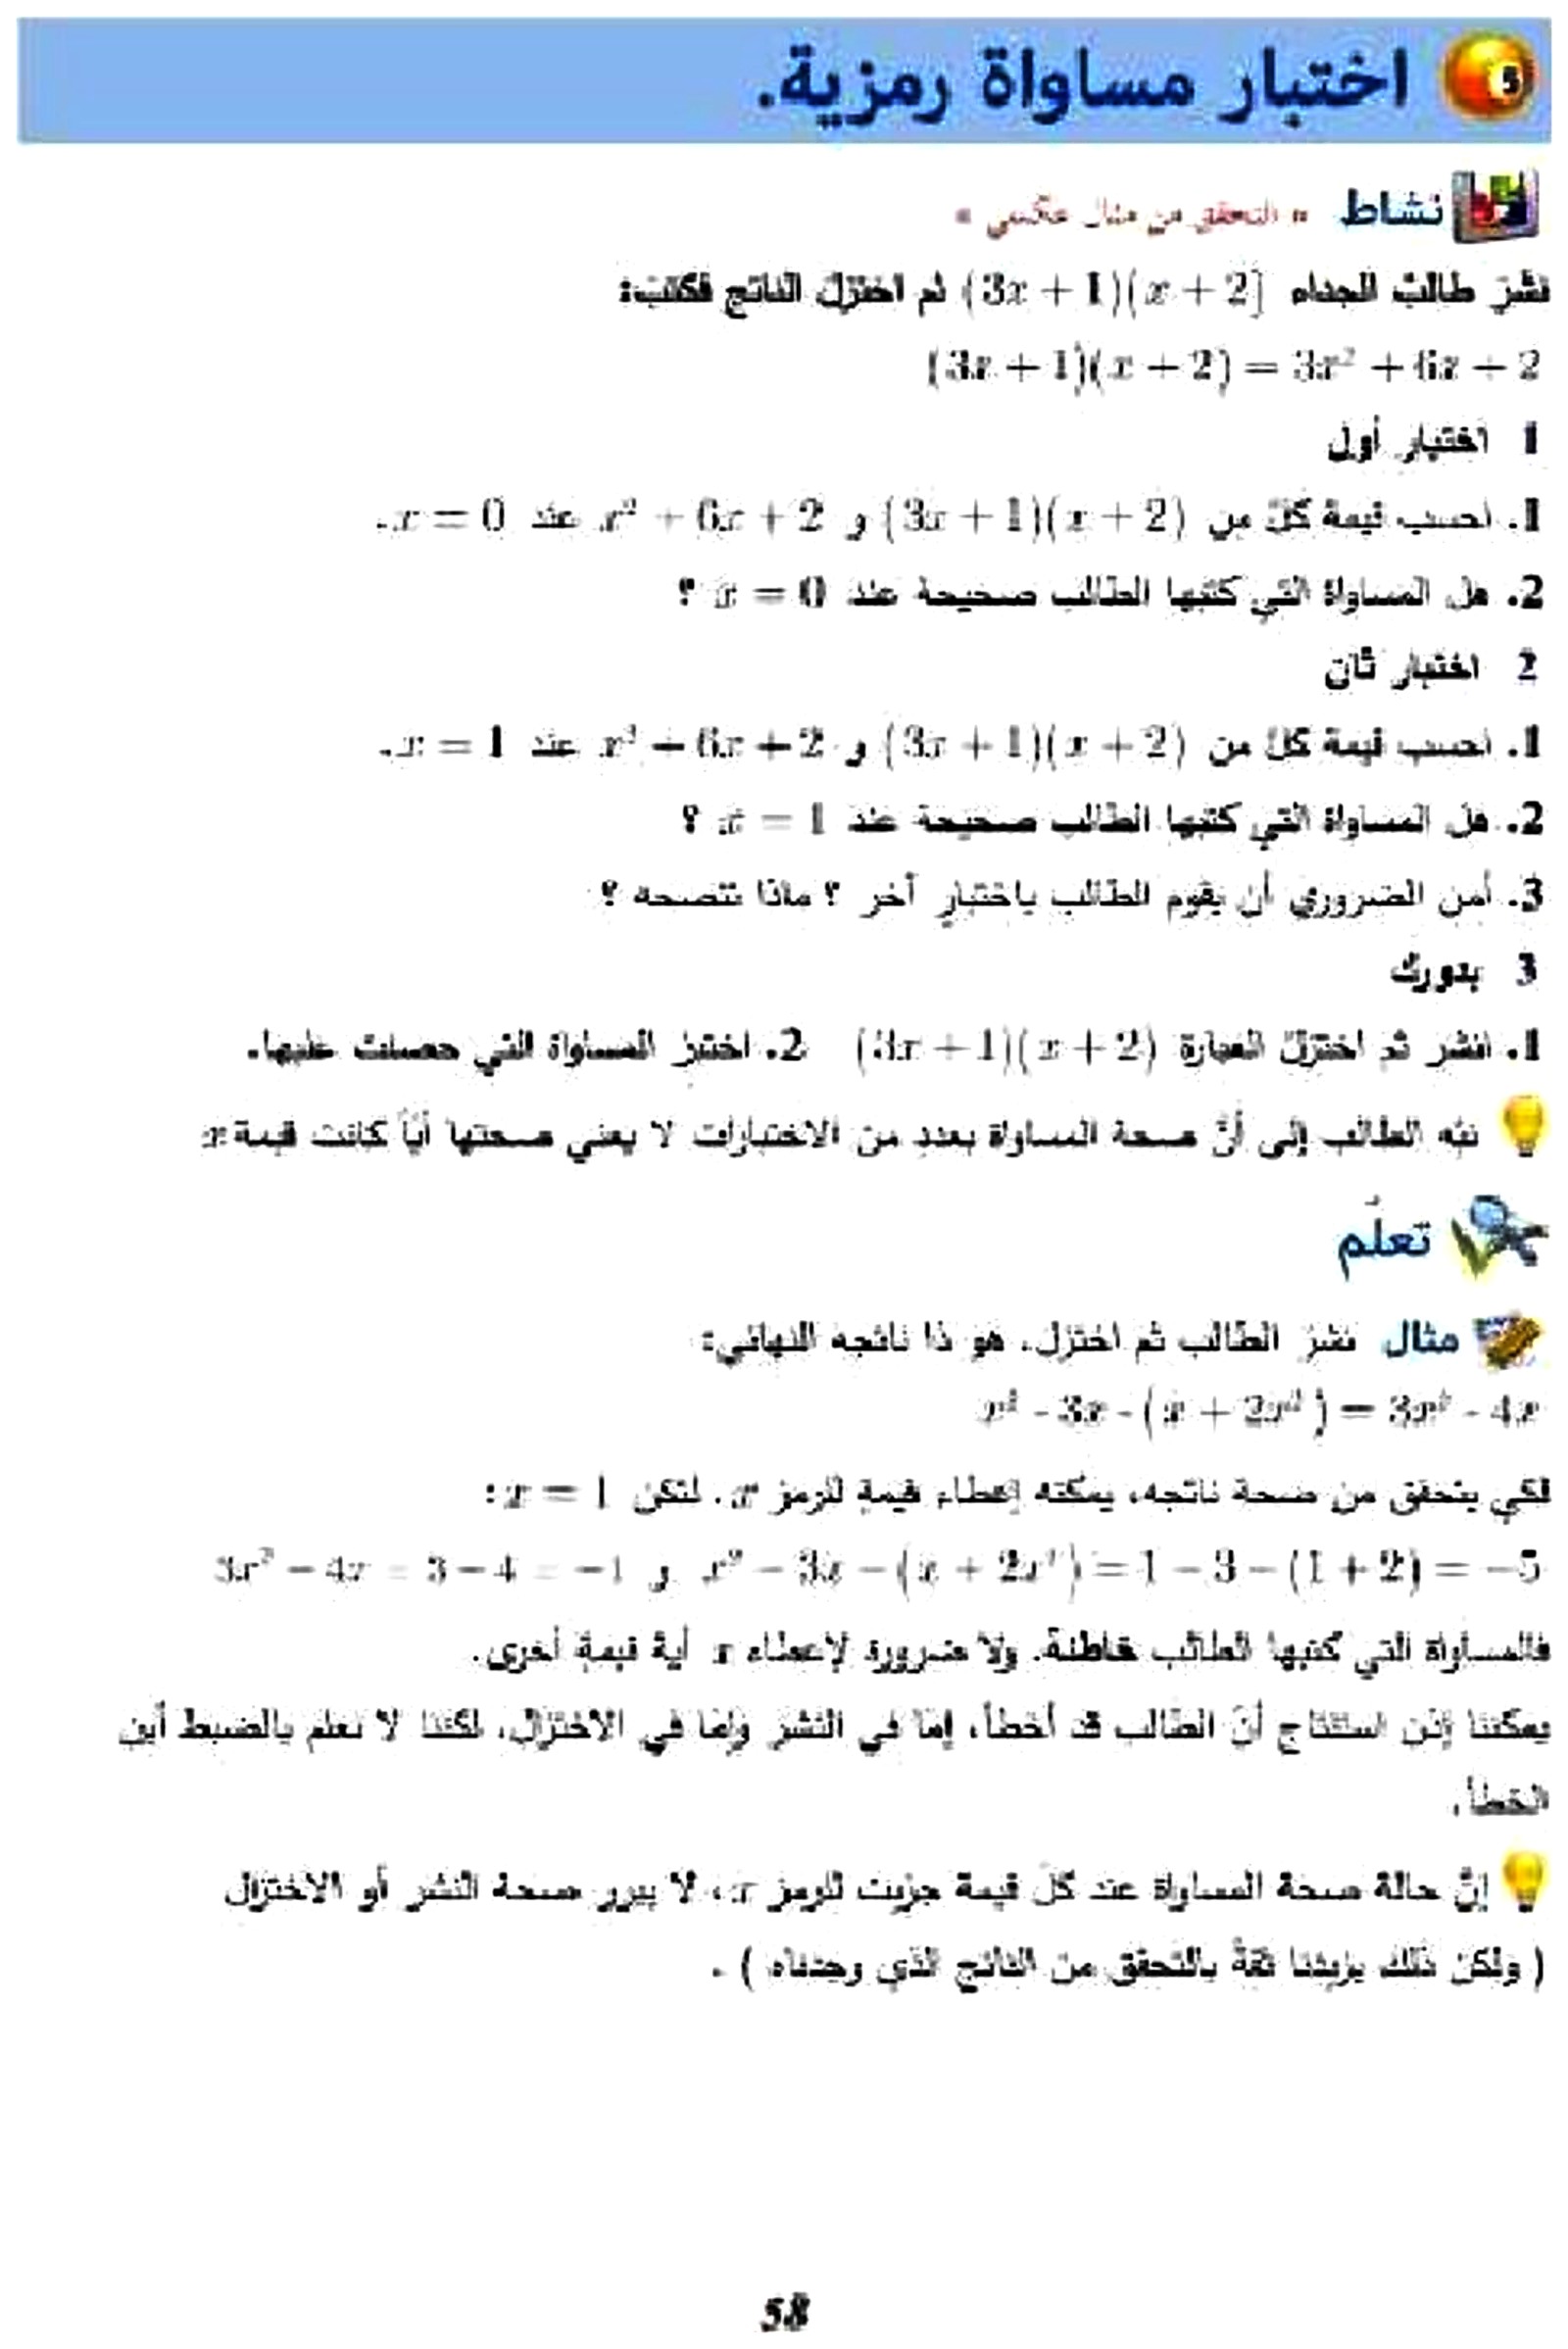 5 اختبار مساواة رمزية.
نشاط « التحقق من مثال عكسي »
نشر طالب الجداء (3x + 1)(x + 2) ثم اختزل الناتج فكتب:
(3x + 1)(x + 2) = 3x² + 6x + 2
1 اختبار أول
1. احسب قيمة كلّ من (3x + 1)(x + 2) و x² + 6x + 2 عند x = 0.
2. هل المساواة التي كتبها الطالب صحيحة عند x = 0 ؟
2 اختبار ثان
1. احسب قيمة كلّ من (3x + 1)(x + 2) و x² + 6x + 2 عند x = 1.
2. هل المساواة التي كتبها الطالب صحيحة عند x = 1 ؟
3. أمن الضروري أن يقوم الطالب باختبار آخر ؟ ماذا تنصحه ؟
3 بدورك
1. انشر ثم اختزل العبارة (3x + 1)(x + 2) 2. اختبر المساواة التي حصلت عليها.
نبّه الطالب إلى أنّ صحة المساواة بعدد من الاختبارات لا يعني صحتها أياً كانت قيمة x
تعلّم
مثال نشر الطالب ثم اختزل. هو ذا ناتجه النهائي:
x² - 3x - (x + 2x²) = 3x² - 4x
لكي يتحقق من صحة ناتجه، يمكنه إعطاء قيمة للرمز x. لتكن x = 1 :
x² − 3x − (x + 2x²) = 1 − 3 − (1 + 2) = −5 و 3x² − 4x = 3 − 4 = −1
فالمساواة التي كتبها الطالب خاطئة. ولا ضرورة لإعطاء x أية قيمة أخرى.
يمكننا إذن استنتاج أنّ الطالب قد أخطأ، إمّا في النشر وإمّا في الاختزال، لكننا لا نعلم بالضبط أين
الخطأ.
إنّ حالة صحة المساواة عند كلّ قيمة جرّبت للرمز x، لا يبرر صحة النشر أو الاختزال
( ولكن ذلك يزيدنا ثقة بالتحقق من الناتج الذي وجدناه ) .
58